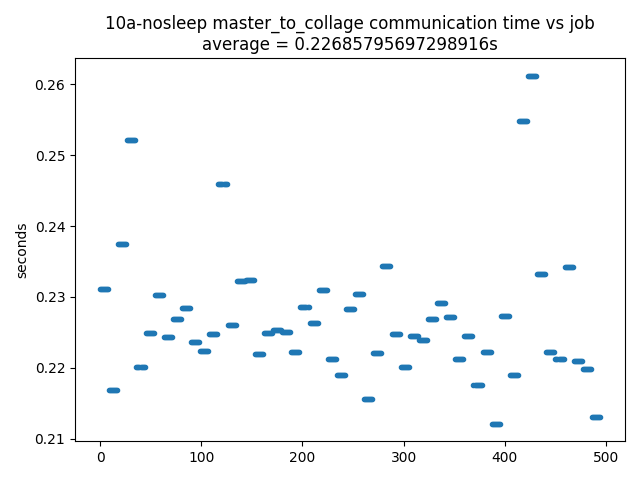 10a-nosleep master_to_collage communication time vs job
average = 0.22685795697298916s
0.26
0.25
0.24
0.23
0.22
0.21
seconds
0 100 200 300 400 500